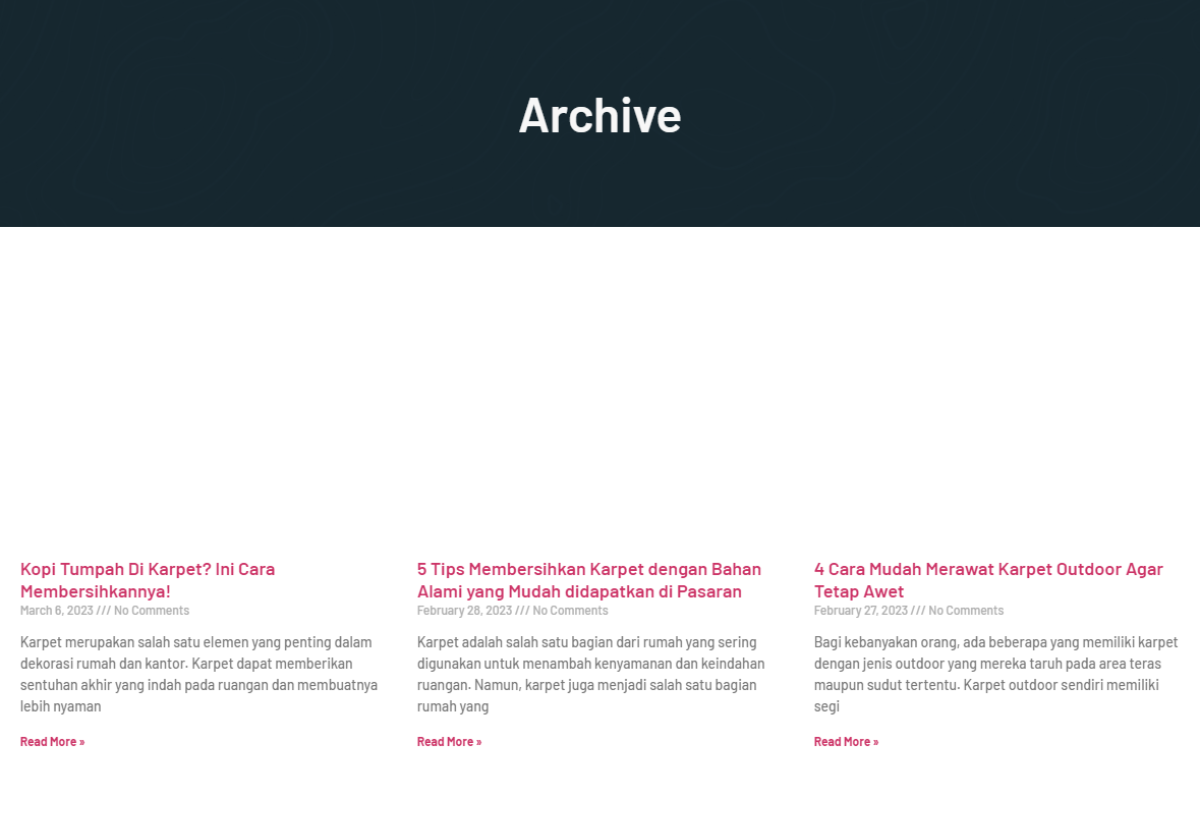 Archive
Kopi Tumpah Di Karpet? Ini Cara
Membersihkannya!
March 6, 2023 /// No Comments
Karpet merupakan salah satu elemen yang penting dalam
dekorasi rumah dan kantor. Karpet dapat memberikan
sentuhan akhir yang indah pada ruangan dan membuatnya
lebih nyaman
Read More »
5 Tips Membersihkan Karpet dengan Bahan
Alami yang Mudah didapatkan di Pasaran
February 28, 2023 /// No Comments
Karpet adalah salah satu bagian dari rumah yang sering
digunakan untuk menambah kenyamanan dan keindahan
ruangan. Namun, karpet juga menjadi salah satu bagian
rumah yang
Read More »
4 Cara Mudah Merawat Karpet Outdoor Agar
Tetap Awet
February 27, 2023 /// No Comments
Bagi kebanyakan orang, ada beberapa yang memiliki karpet
dengan jenis outdoor yang mereka taruh pada area teras
maupun sudut tertentu. Karpet outdoor sendiri memiliki
segi
Read More »